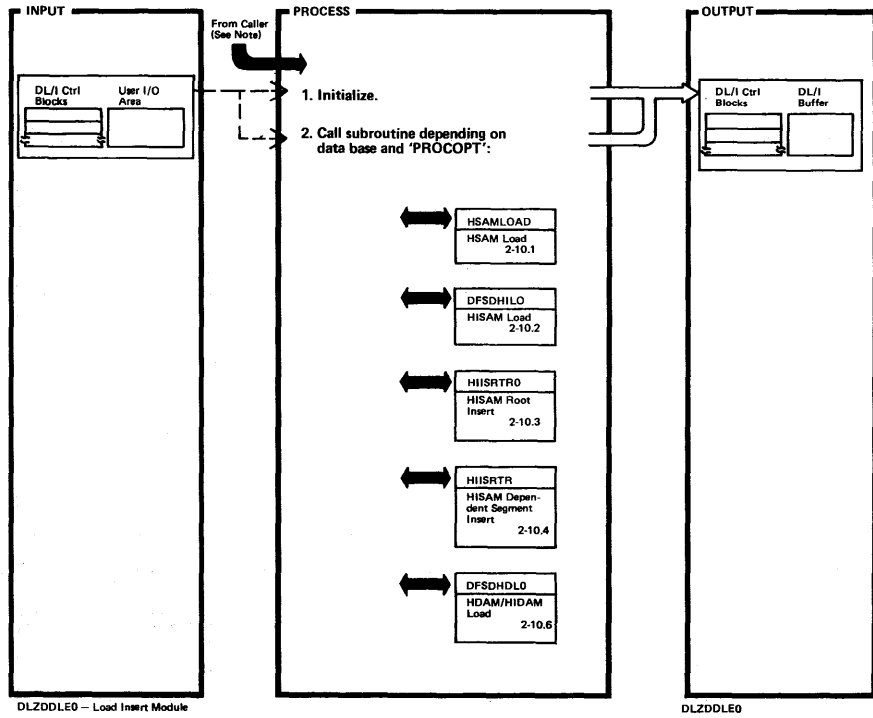 INPUT
DL/I Ctrl
Blocks
User I/O
Area
From Caller
(See Note)
PROCESS
1. Initialize.
2. Call subroutine depending on
data base and 'PROCOPT':
HSAMLOAD
HSAM Load
2-10.1
DFSDHILO
HISAM Load
2-10.2
HIISRTR0
HISAM Root
Insert
2-10.3
HIISRTR
HISAM Depen-
dent Segment
Insert
2-10.4
DFSDHDL0
HDAM/HIDAM
Load
2-10.6
OUTPUT
DL/I Ctrl
Blocks
DL/I
Buffer
DLZDDLE0 – Load Insert Module
DLZDDLE0